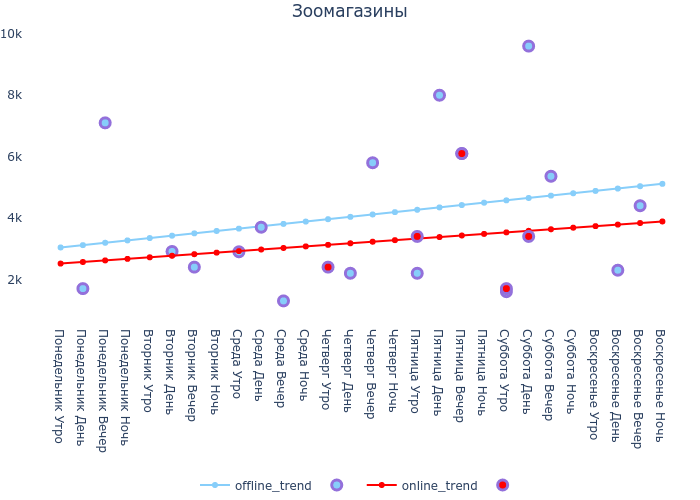 Зоомагазины
10k
8k
6k
4k
2k
Понедельник Утро
Понедельник День
Понедельник Вечер
Понедельник Ночь
Вторник Утро
Вторник День
Вторник Вечер
Вторник Ночь
Среда Утро
Среда День
Среда Вечер
Среда Ночь
Четверг Утро
Четверг День
Четверг Вечер
Четверг Ночь
Пятница Утро
Пятница День
Пятница Вечер
Пятница Ночь
Суббота Утро
Суббота День
Суббота Вечер
Суббота Ночь
Воскресенье Утро
Воскресенье День
Воскресенье Вечер
Воскресенье Ночь
offline_trend
online_trend